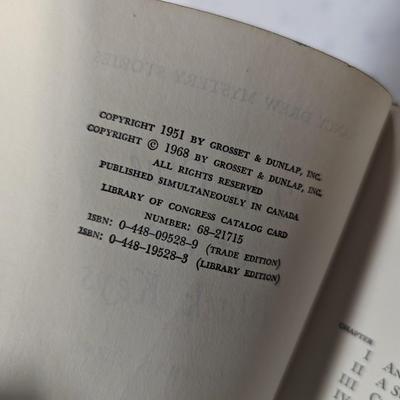 COPYRIGHT 1951 BY GROSSET & DUNLAP, INC.
COPYRIGHT © 1968 BY GROSSET & DUNLAP, INC.
ALL RIGHTS RESERVED
PUBLISHED SIMULTANEOUSLY IN CANADA
LIBRARY OF CONGRESS CATALOG CARD
NUMBER: 68-21715
ISBN: 0-448-09528-9 (TRADE EDITION)
ISBN: 0-448-19528-3 (LIBRARY EDITION)
CHAPTER
I
II A
III
IV